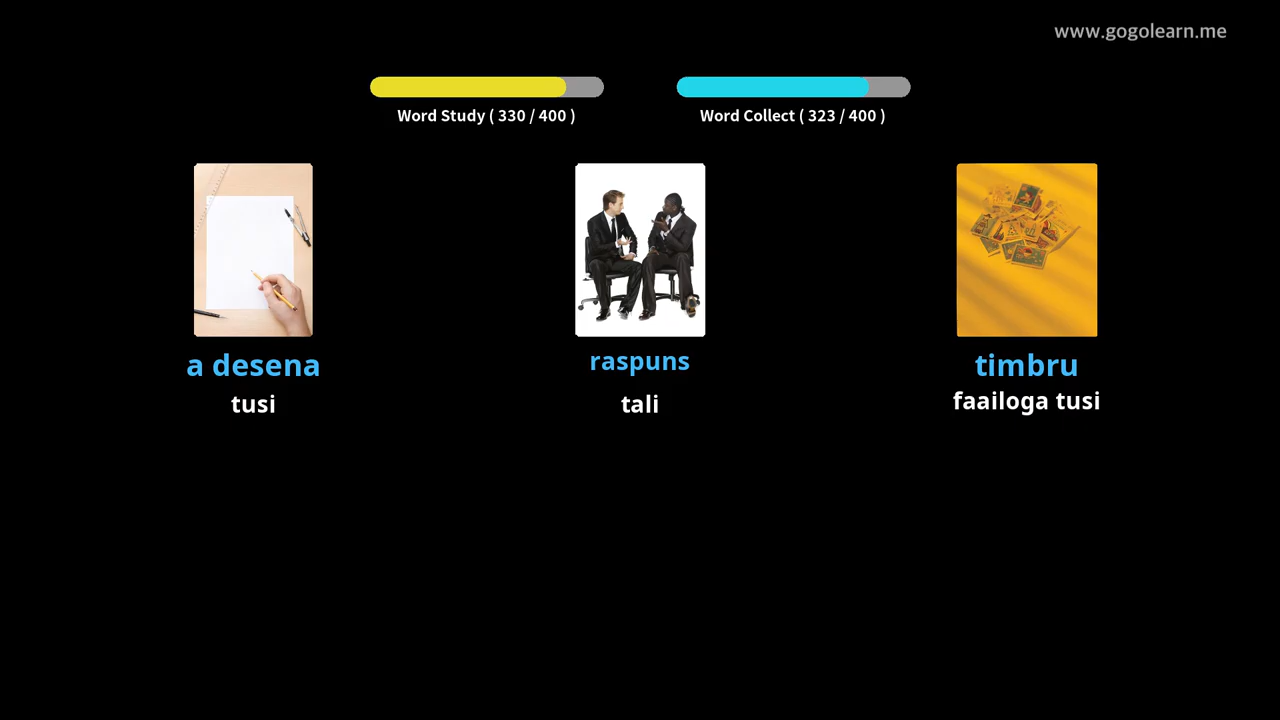 www.gogolearn.me
Word Study ( 330 / 400 )
Word Collect ( 323 / 400 )
a desena
raspuns
timbru
tusi
tali
faailoga tusi